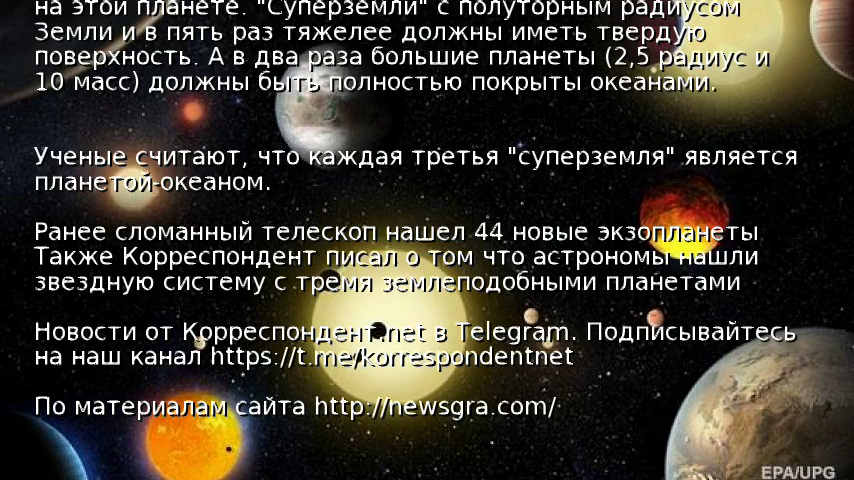 на этой планете. "Суперземли" с полуторным радиусом
Земли и в пять раз тяжелее должны иметь твердую
поверхность. А в два раза большие планеты (2,5 радиус и
10 масс) должны быть полностью покрыты океанами.
Ученые считают, что каждая третья "суперземля" является
планетой-океаном.
Ранее сломанный телескоп нашел 44 новые экзопланеты
Также Корреспондент писал о том что астрономы нашли
звездную систему с тремя землеподобными планетами
Новости от Корреспондент.net в Telegram. Подписывайтесь
на наш канал https://t.me/korrespondentnet
По материалам сайта http://newsgra.com/
EPA/UPG